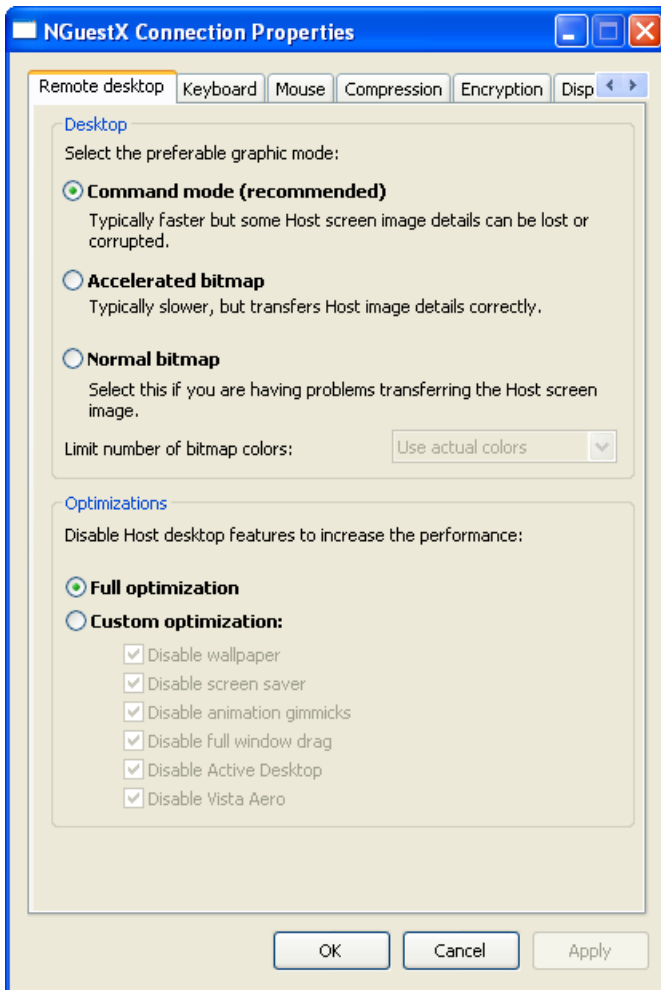 NGuestX Connection Properties
Remote desktop Keyboard Mouse Compression Encryption Disp
Desktop
Select the preferable graphic mode:
Command mode (recommended)
Typically faster but some Host screen image details can be lost or
corrupted.
Accelerated bitmap
Typically slower, but transfers Host image details correctly.
Normal bitmap
Select this if you are having problems transferring the Host screen
image.
Limit number of bitmap colors: Use actual colors
Optimizations
Disable Host desktop features to increase the performance:
Full optimization
Custom optimization:
Disable wallpaper
Disable screen saver
Disable animation gimmicks
Disable full window drag
Disable Active Desktop
Disable Vista Aero
OK Cancel Apply